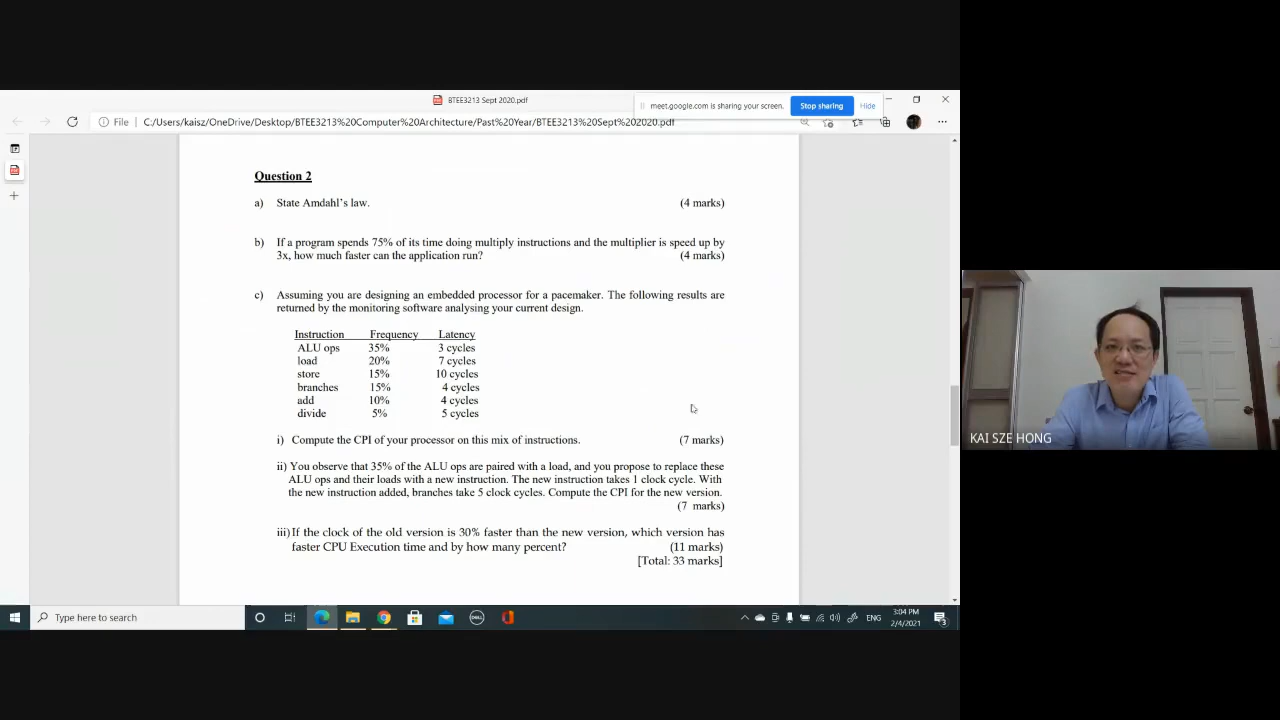 BTEE3213 Sept 2020.pdf
meet.google.com is sharing your screen.
Stop sharing
Hide
File
C:/Users/kaisz/OneDrive/Desktop/BTEE3213%20Computer%20Architecture/Past%20Year/BTEE3213%20Sept%202020.pdf
Question 2
a) State Amdahl's law. (4 marks)
b) If a program spends 75% of its time doing multiply instructions and the multiplier is speed up by
3x, how much faster can the application run? (4 marks)
c) Assuming you are designing an embedded processor for a pacemaker. The following results are
returned by the monitoring software analysing your current design.
Instruction Frequency Latency
ALU ops 35% 3 cycles
load 20% 7 cycles
store 15% 10 cycles
branches 15% 4 cycles
add 10% 4 cycles
divide 5% 5 cycles
i) Compute the CPI of your processor on this mix of instructions. (7 marks)
ii) You observe that 35% of the ALU ops are paired with a load, and you propose to replace these
ALU ops and their loads with a new instruction. The new instruction takes 1 clock cycle. With
the new instruction added, branches take 5 clock cycles. Compute the CPI for the new version.
(7 marks)
iii) If the clock of the old version is 30% faster than the new version, which version has
faster CPU Execution time and by how many percent? (11 marks)
[Total: 33 marks]
KAI SZE HONG
Type here to search
DELL
ENG
3:04 PM
2/4/2021
3